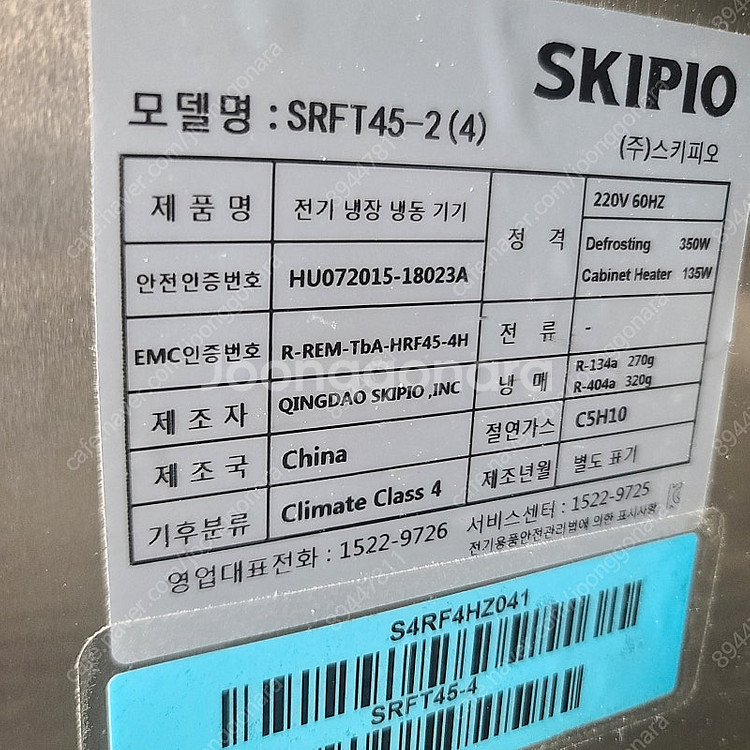 SKIPIO
모델명 : SRFT45-2(4)
(주)스키피오
제 품 명 전기 냉장 냉동 기기 정 격 220V 60HZ
Defrosting 350W
Cabinet Heater 135W
안전인증번호 HU072015-18023A
EMC인증번호 R-REM-TbA-HRF45-4H 전 류 -
제 조 자 QINGDAO SKIPIO ,INC 냉 매 R-134a 270g
R-404a 320g
제 조 국 China 절연가스 C5H10
기후분류 Climate Class 4 제조년월 별도 표기
영업대표전화 : 1522-9726 서비스센터 : 1522-9725
전기용품안전관리법에 의한 표시사항
S4RF4HZ041
SRFT45-4
joonggonara